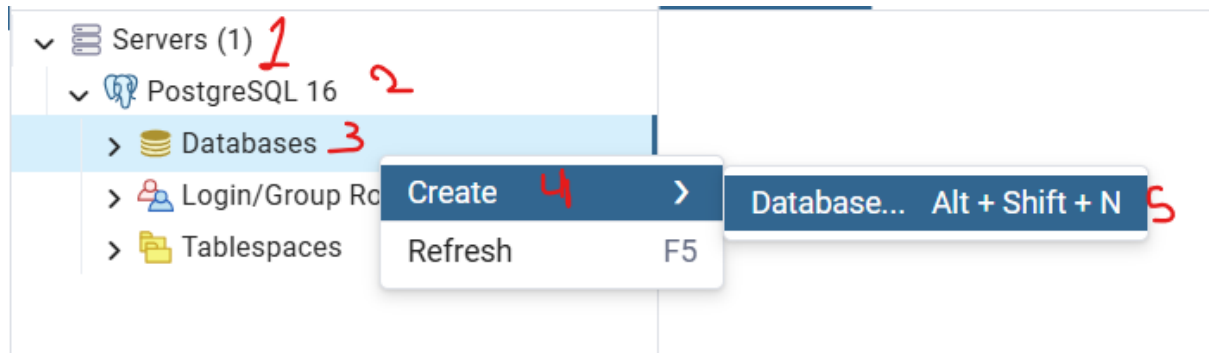 Servers (1) 1
PostgreSQL 16 2
Databases 3
Login/Group Ro
Create 4 Database... Alt + Shift + N 5
Tablespaces
Refresh F5